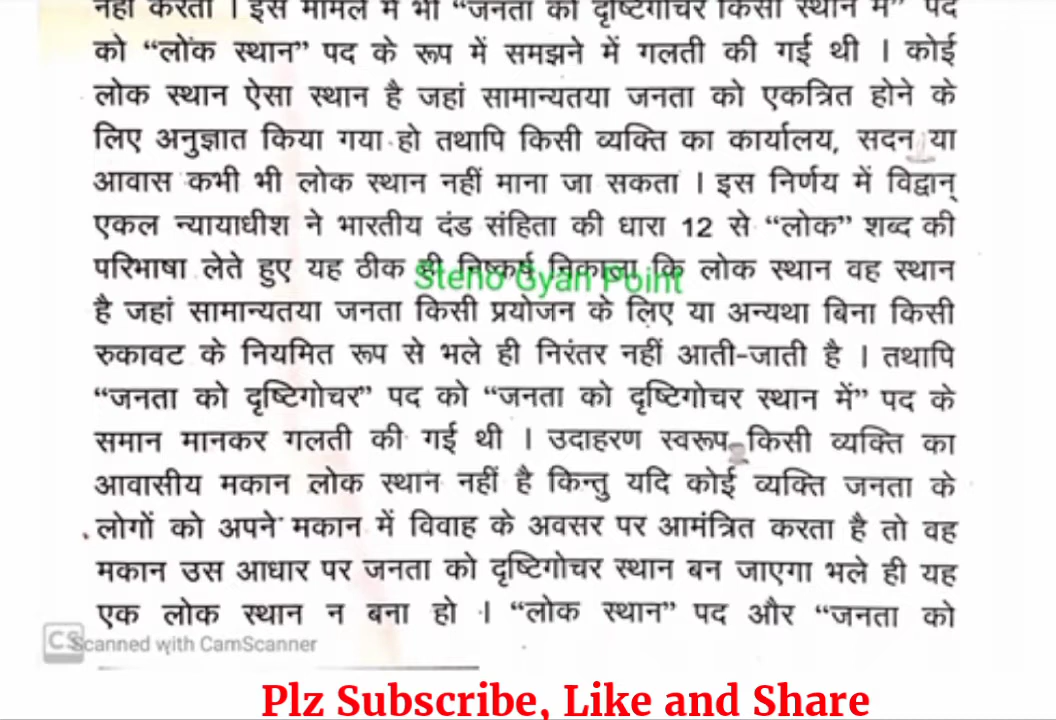 नहीं करता । इस मामले में भी “जनता को दृष्टिगोचर किसी स्थान में” पद
को “लोक स्थान” पद के रूप में समझने में गलती की गई थी । कोई
लोक स्थान ऐसा स्थान है जहां सामान्यतया जनता को एकत्रित होने के
लिए अनुज्ञात किया गया हो तथापि किसी व्यक्ति का कार्यालय, सदन या
आवास कभी भी लोक स्थान नहीं माना जा सकता । इस निर्णय में विद्वान्
एकल न्यायाधीश ने भारतीय दंड संहिता की धारा 12 से “लोक” शब्द की
परिभाषा लेते हुए यह ठीक ही निष्कर्ष निकाला कि लोक स्थान वह स्थान
Steno Gyan Point
है जहां सामान्यतया जनता किसी प्रयोजन के लिए या अन्यथा बिना किसी
रुकावट के नियमित रूप से भले ही निरंतर नहीं आती-जाती है । तथापि
“जनता को दृष्टिगोचर” पद को “जनता को दृष्टिगोचर स्थान में” पद के
समान मानकर गलती की गई थी । उदाहरण स्वरूप किसी व्यक्ति का
आवासीय मकान लोक स्थान नहीं है किन्तु यदि कोई व्यक्ति जनता के
लोगों को अपने मकान में विवाह के अवसर पर आमंत्रित करता है तो वह
मकान उस आधार पर जनता को दृष्टिगोचर स्थान बन जाएगा भले ही यह
एक लोक स्थान न बना हो । “लोक स्थान” पद और “जनता को
CS Scanned with CamScanner
Plz Subscribe, Like and Share